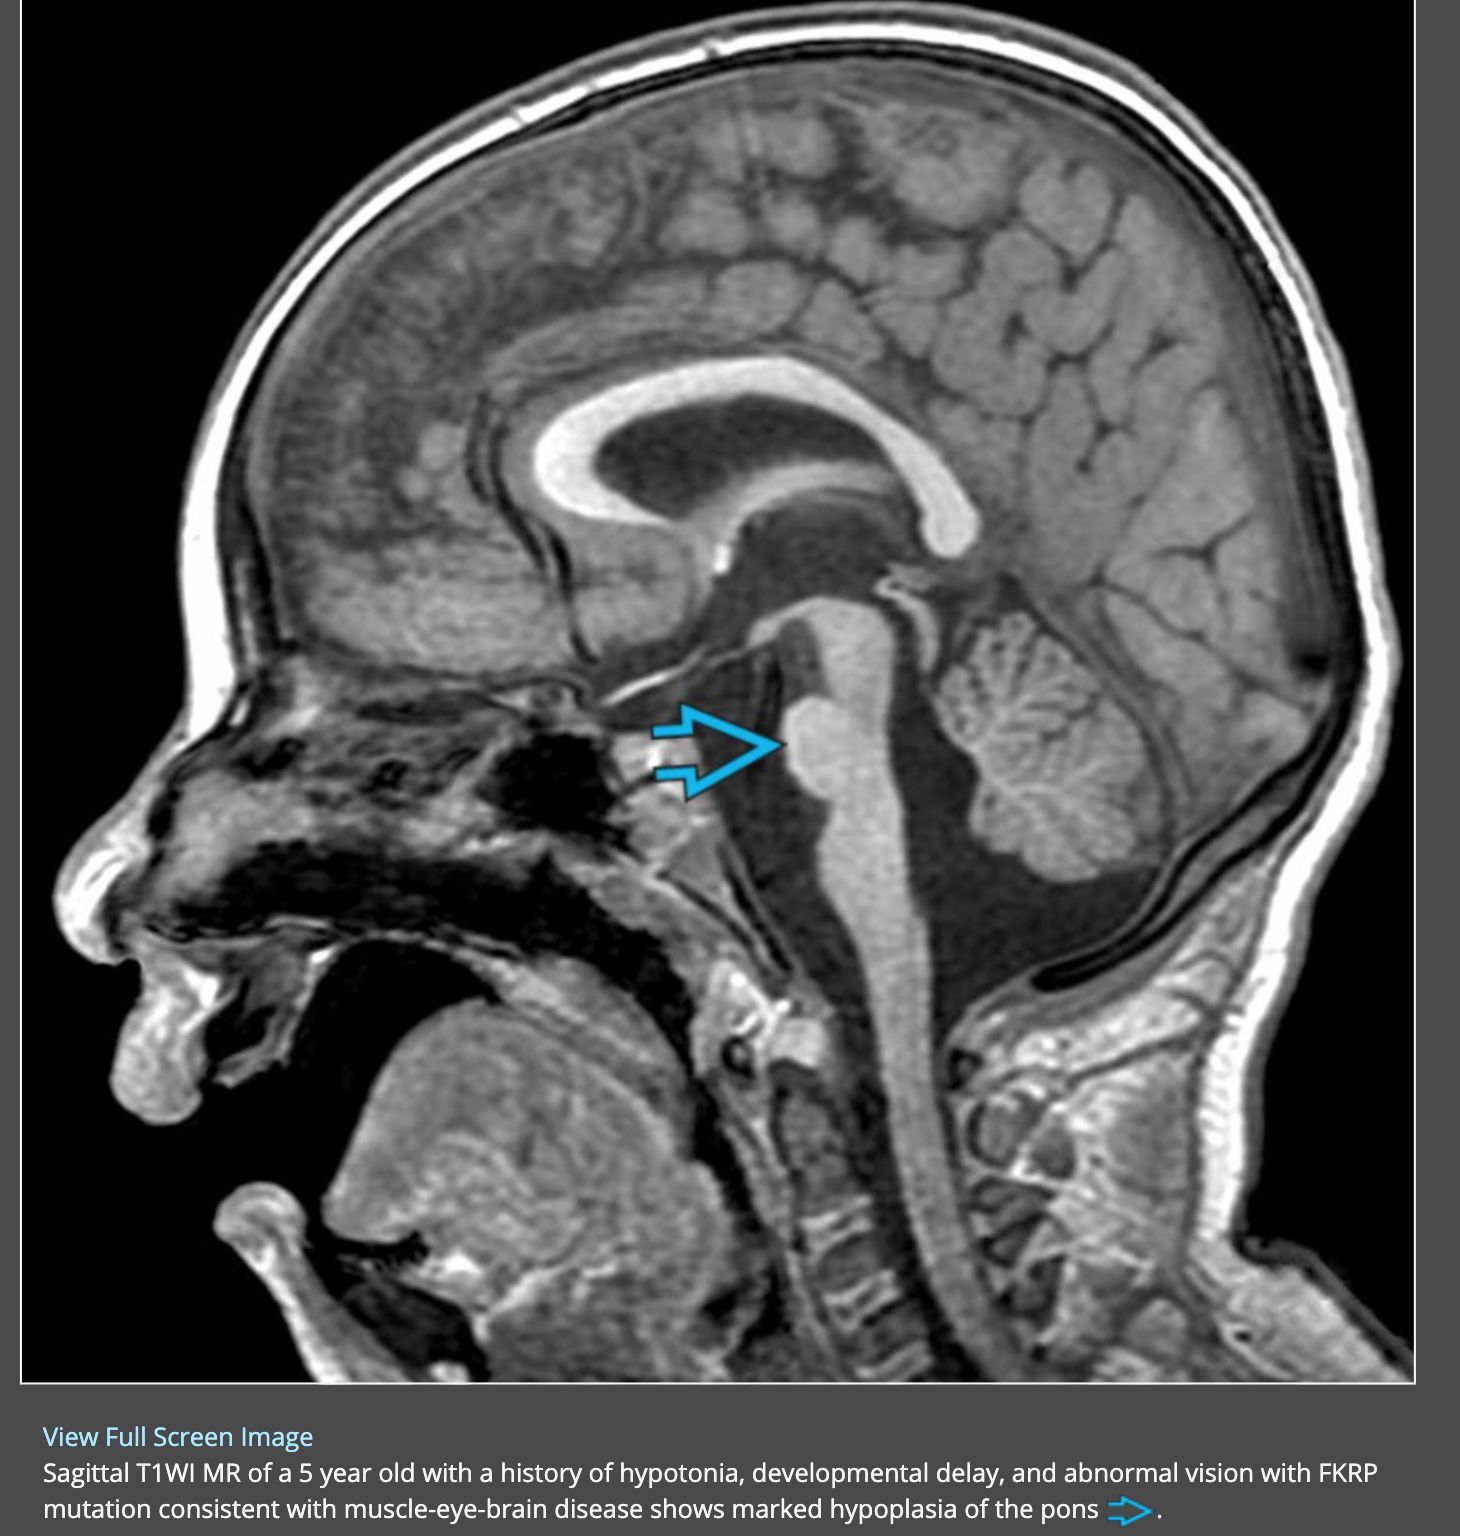 View Full Screen Image
Sagittal T1WI MR of a 5 year old with a history of hypotonia, developmental delay, and abnormal vision with FKRP
mutation consistent with muscle-eye-brain disease shows marked hypoplasia of the pons .